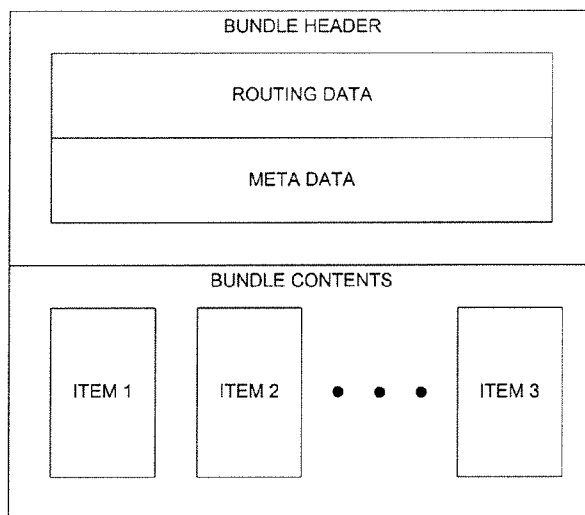 BUNDLE HEADER
ROUTING DATA
META DATA
BUNDLE CONTENTS
ITEM 1
ITEM 2
ITEM 3